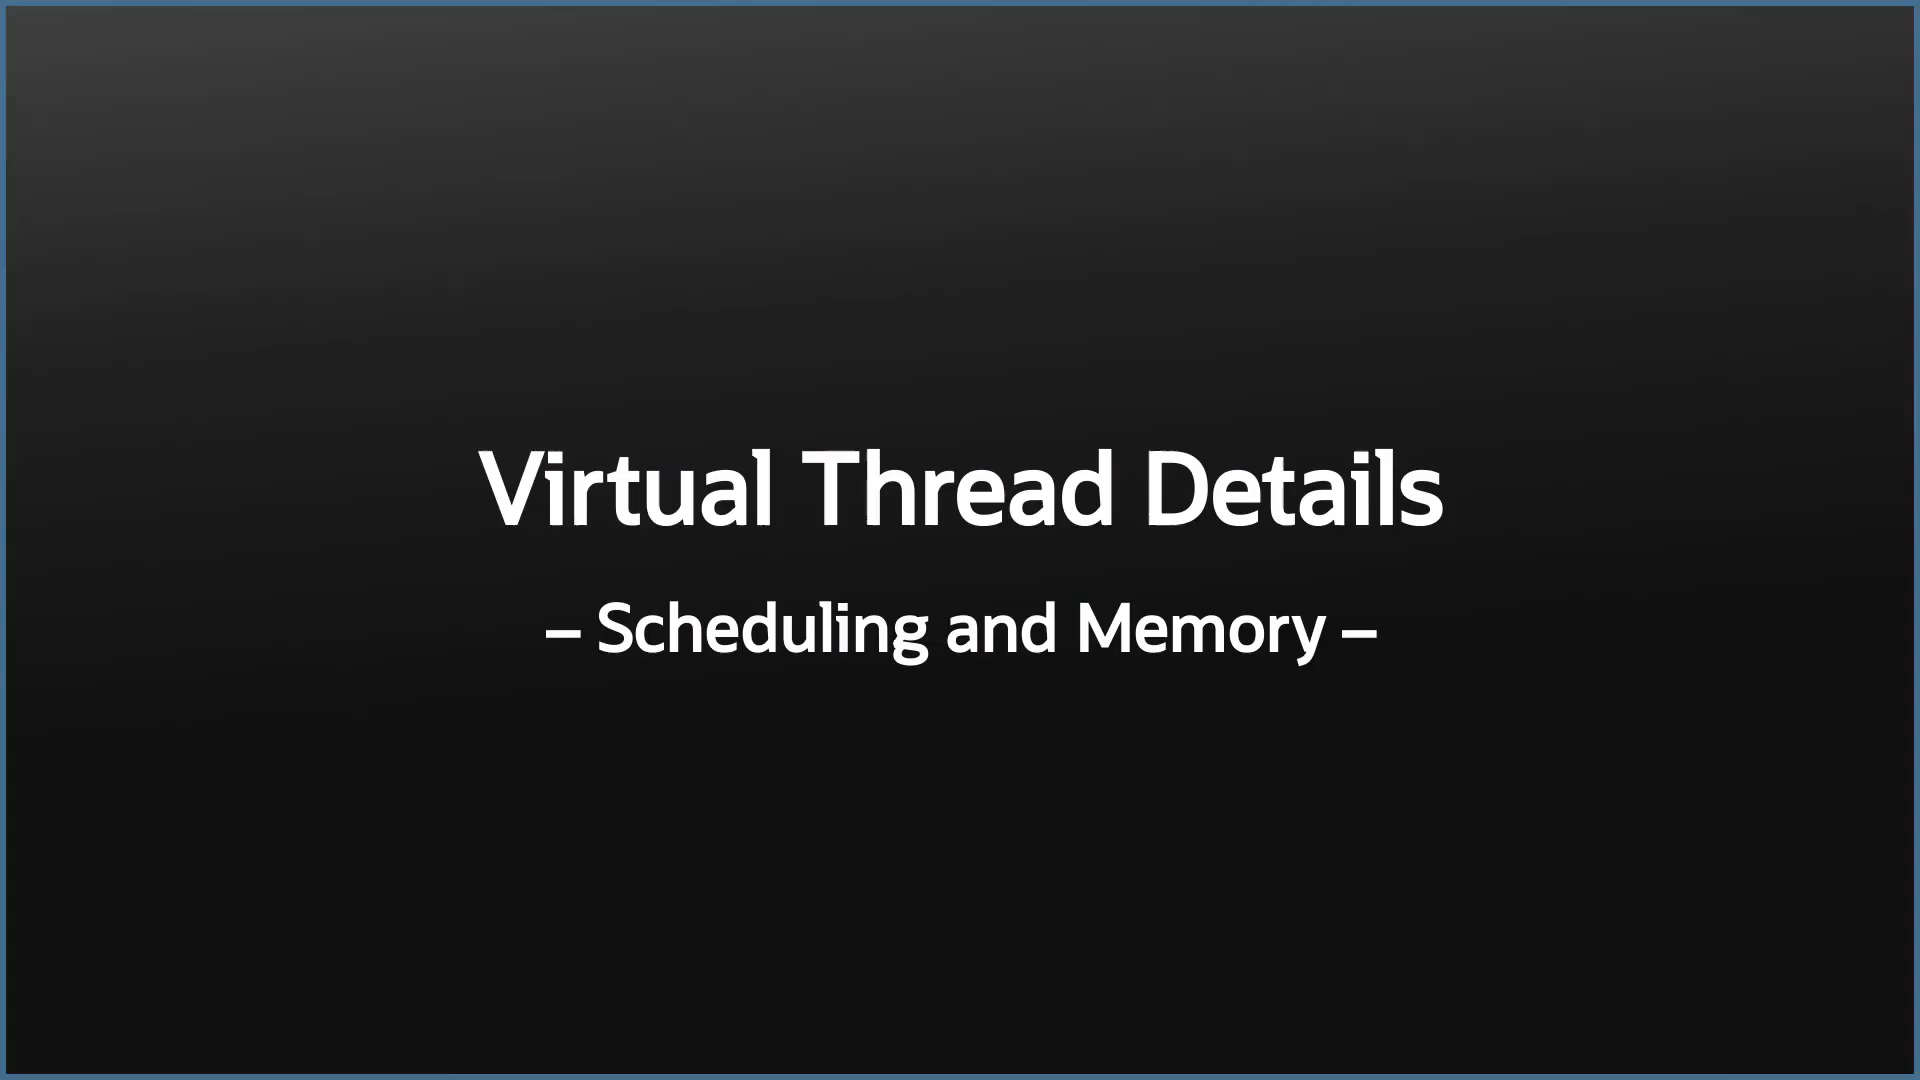 Virtual Thread Details
– Scheduling and Memory –